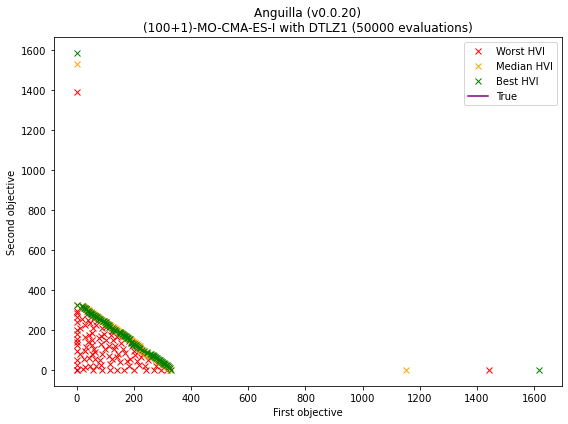 Anguilla (v0.0.20)
(100+1)-MO-CMA-ES-I with DTLZ1 (50000 evaluations)
Worst HVI
Median HVI
Best HVI
True
Second objective
1600
1400
1200
1000
800
600
400
200
0
0 200 400 600 800 1000 1200 1400 1600
First objective